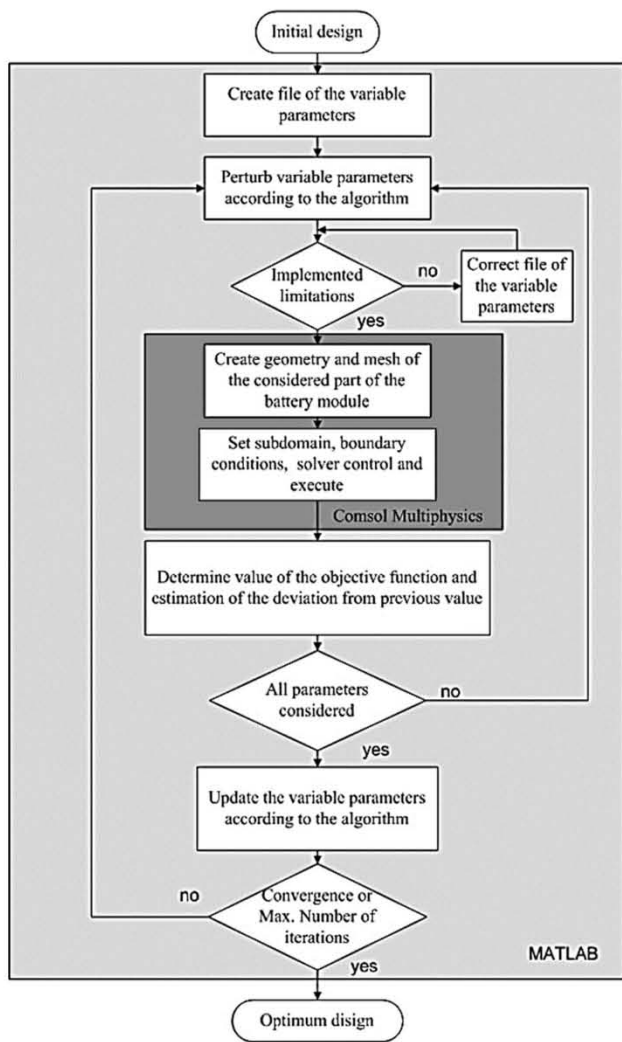 Initial design
Create file of the variable
parameters
Perturb variable parameters
according to the algorithm
Implemented
limitations
no
Correct file of
the variable
parameters
yes
Create geometry and mesh of
the considered part of the
battery module
Set subdomain, boundary
conditions, solver control and
execute
Comsol Multiphysics
Determine value of the objective function and
estimation of the deviation from previous value
All parameters
considered
no
yes
Update the variable parameters
according to the algorithm
no
Convergence or
Max. Number of
iterations
yes
MATLAB
Optimum disign